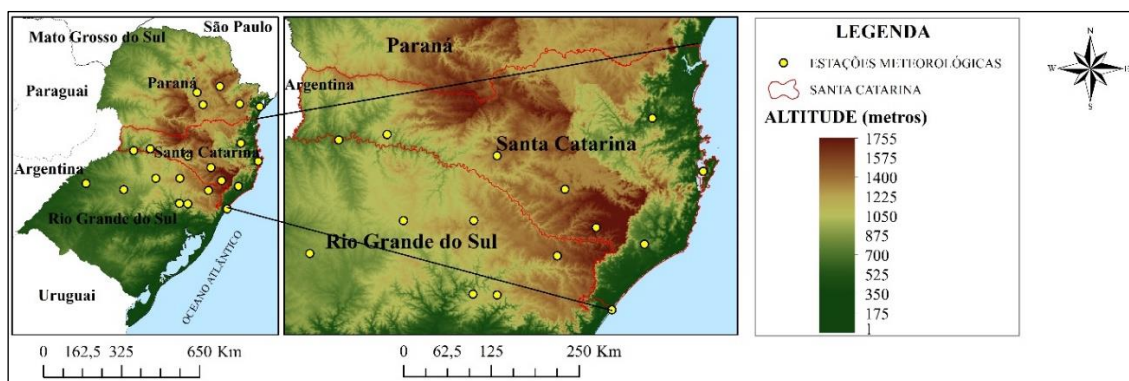 São Paulo
Mato Grosso do Sul
Paraná
Paraguai
Santa Catarina
Argentina
Rio Grande do Sul
Uruguai
OCEANO ATLÂNTICO
0 162,5 325 650 Km
Paraná
Argentina
Santa Catarina
Rio Grande do Sul
0 62,5 125 250 Km
LEGENDA
ESTAÇÕES METEOROLÓGICAS
SANTA CATARINA
ALTITUDE (metros)
1755
1575
1400
1225
1050
875
700
525
350
175
1
N
W E
S